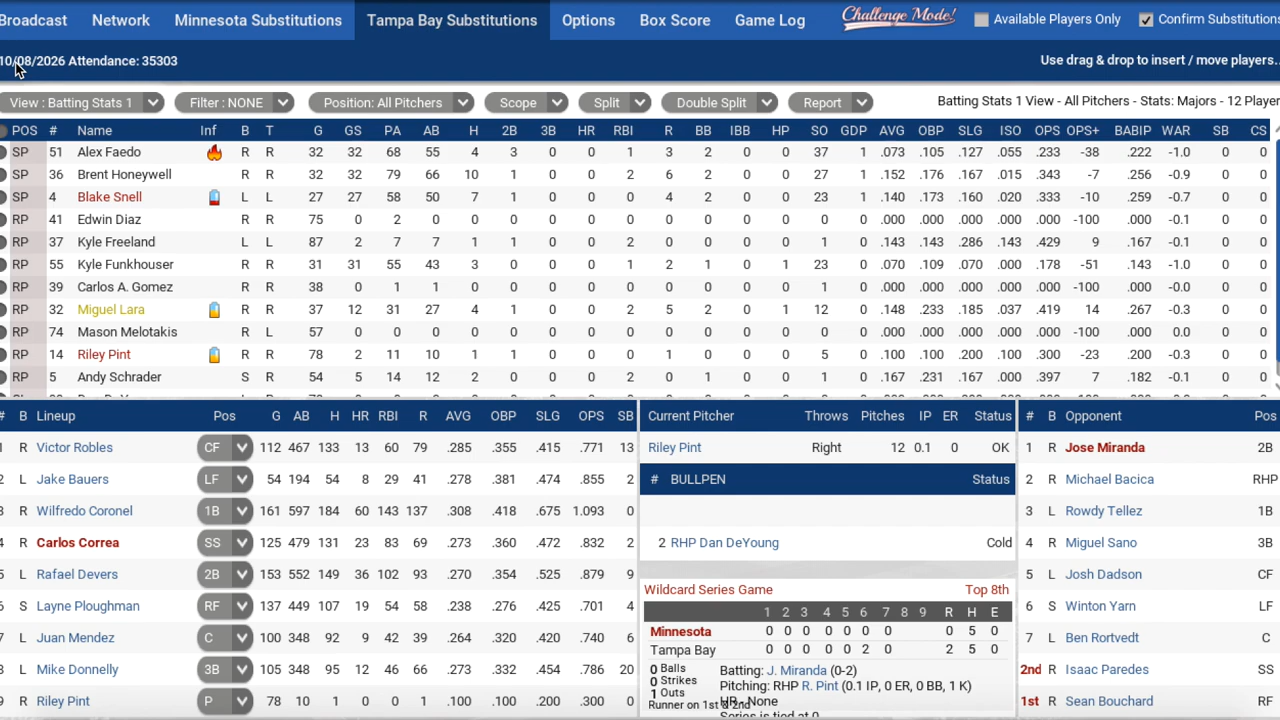 Broadcast Network Minnesota Substitutions Tampa Bay Substitutions Options Box Score Game Log Challenge Mode! Available Players Only Confirm Substitutions
10/08/2026 Attendance: 35303 Use drag & drop to insert / move players..
View : Batting Stats 1 Filter : NONE Position: All Pitchers Scope Split Double Split Report Batting Stats 1 View - All Pitchers - Stats: Majors - 12 Player
POS # Name Inf B T G GS PA AB H 2B 3B HR RBI R BB IBB HP SO GDP AVG OBP SLG ISO OPS OPS+ BABIP WAR SB CS
SP 51 Alex Faedo R R 32 32 68 55 4 3 0 0 1 3 2 0 0 37 1 .073 .105 .127 .055 .233 -38 .222 -1.0 0 0
SP 36 Brent Honeywell R R 32 32 79 66 10 1 0 0 2 6 2 0 0 27 1 .152 .176 .167 .015 .343 -7 .256 -0.9 0 0
SP 4 Blake Snell L L 27 27 58 50 7 1 0 0 0 4 2 0 0 23 1 .140 .173 .160 .020 .333 -10 .259 -0.7 0 0
RP 41 Edwin Diaz R R 75 0 2 0 0 0 0 0 0 0 0 0 0 0 0 .000 .000 .000 .000 .000 -100 .000 -0.1 0 0
RP 37 Kyle Freeland L L 87 2 7 7 1 1 0 0 2 0 0 0 0 1 0 .143 .143 .286 .143 .429 9 .167 -0.1 0 0
RP 55 Kyle Funkhouser R R 31 31 55 43 3 0 0 0 1 2 1 0 1 23 0 .070 .109 .070 .000 .178 -51 .143 -1.0 0 0
RP 39 Carlos A. Gomez R R 38 0 1 1 0 0 0 0 0 0 0 0 0 1 0 .000 .000 .000 .000 .000 -100 .000 -0.0 0 0
RP 32 Miguel Lara R R 37 12 31 27 4 1 0 0 2 5 2 0 1 12 0 .148 .233 .185 .037 .419 14 .267 -0.3 0 0
RP 74 Mason Melotakis R L 57 0 0 0 0 0 0 0 0 0 0 0 0 0 0 .000 .000 .000 .000 .000 -100 .000 0.0 0 0
RP 14 Riley Pint R R 78 2 11 10 1 1 0 0 0 1 0 0 0 5 0 .100 .100 .200 .100 .300 -23 .200 -0.3 0 0
RP 5 Andy Schrader S R 54 5 14 12 2 0 0 0 2 0 1 0 0 1 0 .167 .231 .167 .000 .397 7 .182 -0.1 0 0
# B Lineup Pos G AB H HR RBI R AVG OBP SLG OPS SB
1 R Victor Robles CF 112 467 133 13 60 79 .285 .355 .415 .771 13
2 L Jake Bauers LF 54 194 54 8 29 41 .278 .381 .474 .855 2
3 R Wilfredo Coronel 1B 161 597 184 60 143 137 .308 .418 .675 1.093 0
4 R Carlos Correa SS 125 479 131 23 83 69 .273 .360 .472 .832 2
5 L Rafael Devers 2B 153 552 149 36 102 93 .270 .354 .525 .879 9
6 S Layne Ploughman RF 137 449 107 19 54 58 .238 .276 .425 .701 4
7 L Juan Mendez C 100 348 92 9 42 39 .264 .320 .420 .740 6
8 L Mike Donnelly 3B 105 348 95 12 46 66 .273 .332 .454 .786 20
9 R Riley Pint P 78 10 1 0 0 1 .100 .100 .200 .300 0
Current Pitcher Throws Pitches IP ER Status
Riley Pint Right 12 0.1 0 OK
# BULLPEN Status
2 RHP Dan DeYoung Cold
Wildcard Series Game Top 8th
1 2 3 4 5 6 7 8 9 R H E
Minnesota 0 0 0 0 0 0 0 0 5 0
Tampa Bay 0 0 0 0 0 2 0 2 5 0
0 Balls
0 Strikes
1 Outs
Runner on 1st & 2nd
Batting: J. Miranda (0-2)
Pitching: RHP R. Pint (0.1 IP, 0 ER, 0 BB, 1 K)
HR - None
Series is tied at 0
# B Opponent Pos
1 R Jose Miranda 2B
2 R Michael Bacica RHP
3 L Rowdy Tellez 1B
4 R Miguel Sano 3B
5 L Josh Dadson CF
6 S Winton Yarn LF
7 L Ben Rortvedt C
2nd R Isaac Paredes SS
1st R Sean Bouchard RF